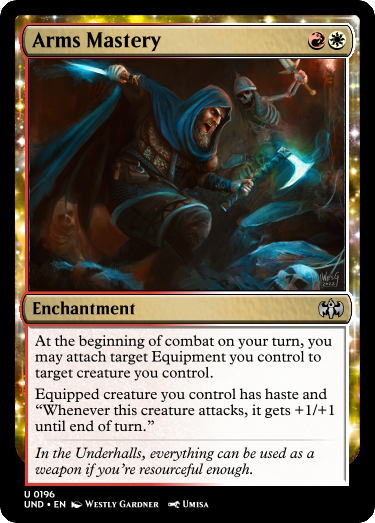 Arms Mastery
WesG
2022
Enchantment
At the beginning of combat on your turn, you
may attach target Equipment you control to
target creature you control.
Equipped creature you control has haste and
“Whenever this creature attacks, it gets +1/+1
until end of turn.”
In the Underhalls, everything can be used as a
weapon if you’re resourceful enough.
U 0196
UND • EN Westly Gardner Umisa